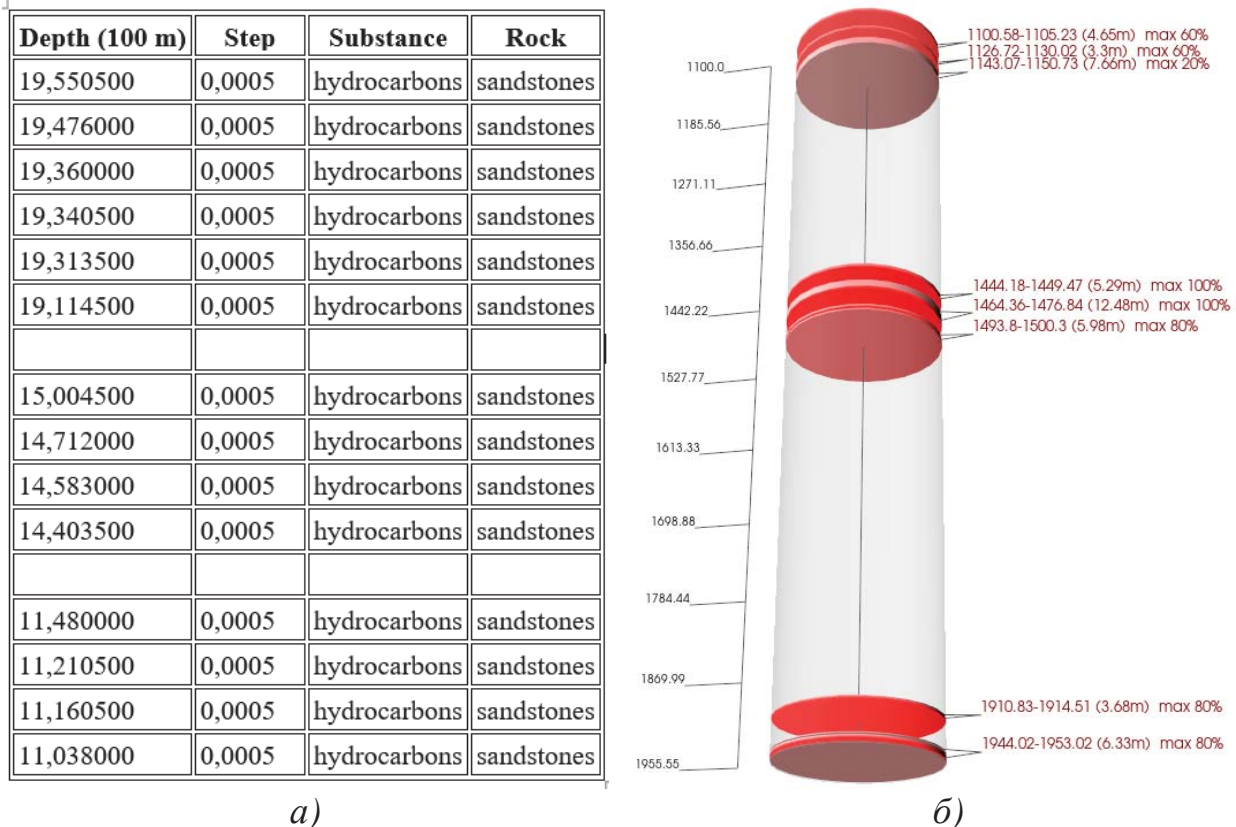 Depth (100 m) Step Substance Rock
19,550500 0,0005 hydrocarbons sandstones
19,476000 0,0005 hydrocarbons sandstones
19,360000 0,0005 hydrocarbons sandstones
19,340500 0,0005 hydrocarbons sandstones
19,313500 0,0005 hydrocarbons sandstones
19,114500 0,0005 hydrocarbons sandstones
15,004500 0,0005 hydrocarbons sandstones
14,712000 0,0005 hydrocarbons sandstones
14,583000 0,0005 hydrocarbons sandstones
14,403500 0,0005 hydrocarbons sandstones
11,480000 0,0005 hydrocarbons sandstones
11,210500 0,0005 hydrocarbons sandstones
11,160500 0,0005 hydrocarbons sandstones
11,038000 0,0005 hydrocarbons sandstones
а)
1100.58-1105.23 (4.65m) max 60%
1126.72-1130.02 (3.3m) max 60%
1143.07-1150.73 (7.66m) max 20%
1100.0
1185.56
1271.11
1356.66
1444.18-1449.47 (5.29m) max 100%
1464.36-1476.84 (12.48m) max 100%
1442.22
1493.8-1500.3 (5.98m) max 80%
1527.77
1613.33
1698.88
1784.44
1869.99
1910.83-1914.51 (3.68m) max 80%
1944.02-1953.02 (6.33m) max 80%
1955.55
б)